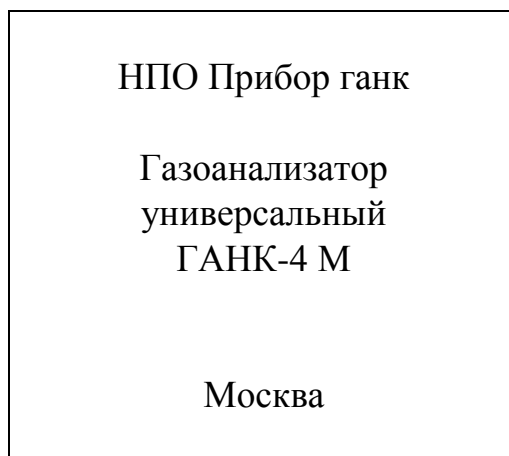 НПО Прибор ганк
Газоанализатор
универсальный
ГАНК-4 М
Москва